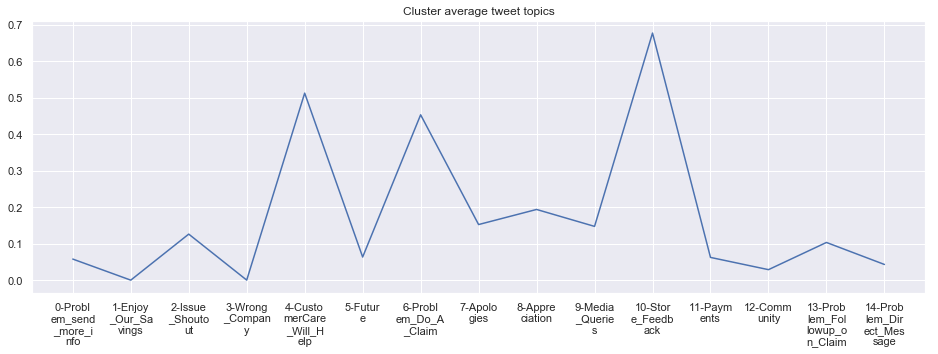 Cluster average tweet topics
0.7
0.6
0.5
0.4
0.3
0.2
0.1
0.0
0-Probl
em_send
_more_i
nfo
1-Enjoy
_Our_Sa
vings
2-Issue
_Shouto
ut
3-Wrong
_Compan
y
4-Custo
merCare
_Will_H
elp
5-Futur
e
6-Probl
em_Do_A
_Claim
7-Apolo
gies
8-Appre
ciation
9-Media
_Querie
s
10-Stor
e_Feedb
ack
11-Paym
ents
12-Comm
unity
13-Prob
lem_Fol
lowup_o
n_Claim
14-Prob
lem_Dir
ect_Mes
sage